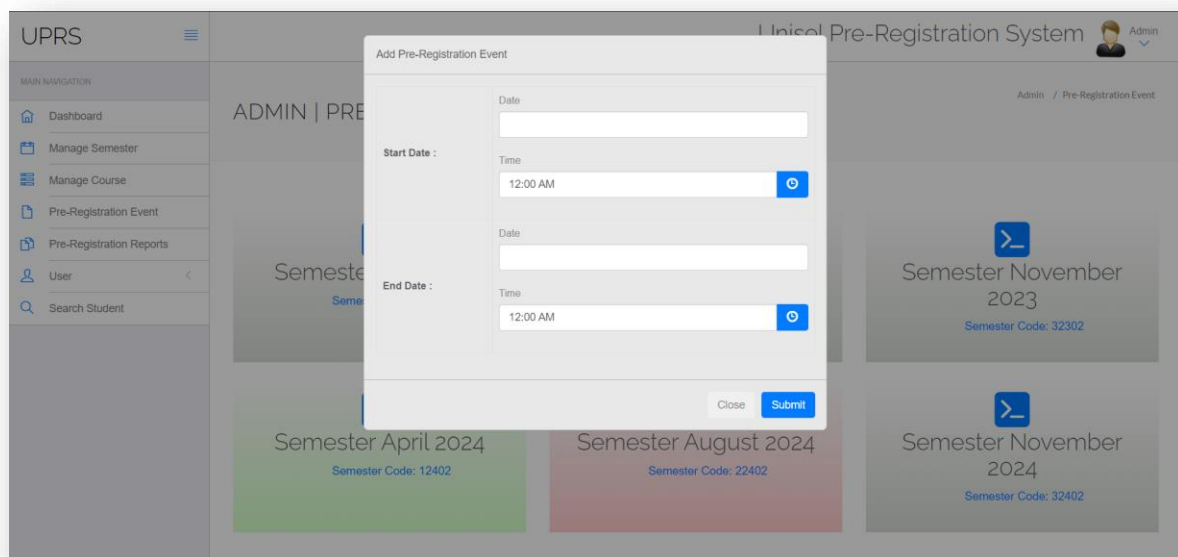 UPRS
Unisel Pre-Registration System
Admin
MAIN NAVIGATION
Dashboard
Manage Semester
Manage Course
Pre-Registration Event
Pre-Registration Reports
User
Search Student
ADMIN | PRE
Admin / Pre-Registration Event
Add Pre-Registration Event
Start Date :
Date
Time
12:00 AM
End Date :
Date
Time
12:00 AM
Close
Submit
Semeste
Seme
Semester November
2023
Semester Code: 32302
Semester April 2024
Semester Code: 12402
Semester August 2024
Semester Code: 22402
Semester November
2024
Semester Code: 32402